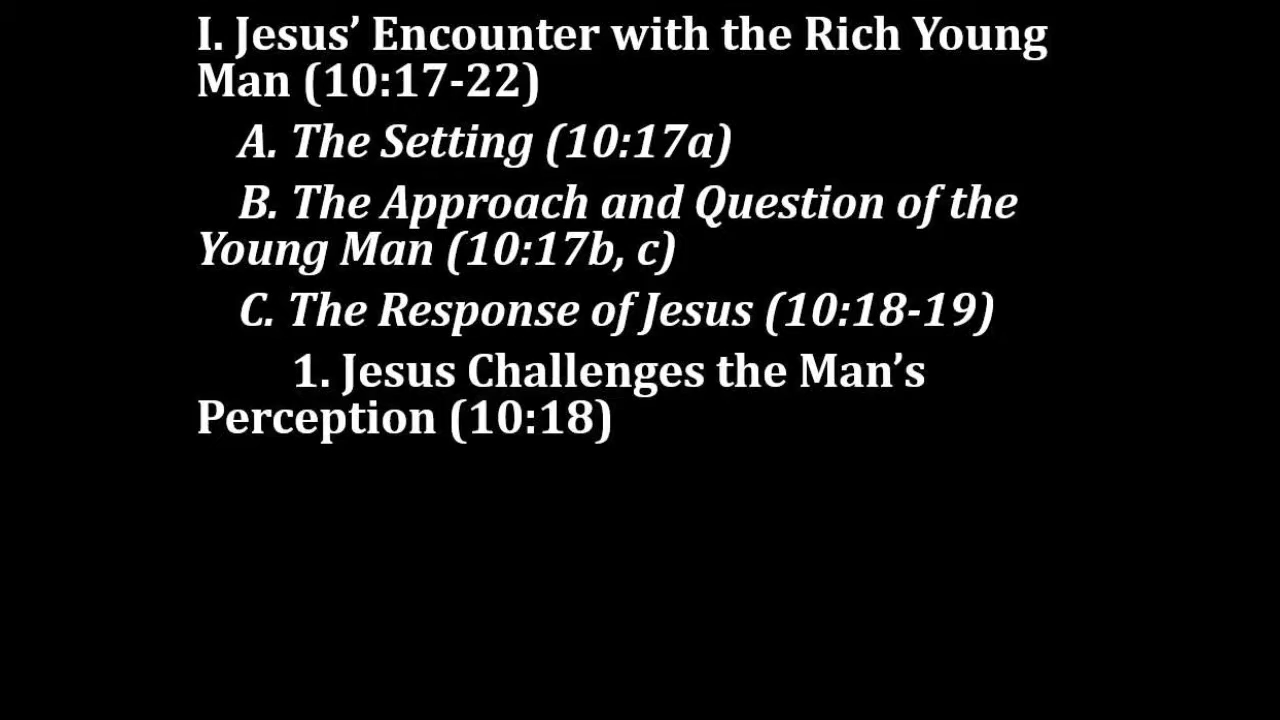 I. Jesus’ Encounter with the Rich Young
Man (10:17-22)
A. The Setting (10:17a)
B. The Approach and Question of the
Young Man (10:17b, c)
C. The Response of Jesus (10:18-19)
1. Jesus Challenges the Man’s
Perception (10:18)